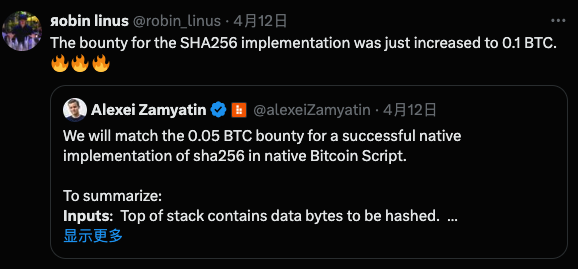 ᴙobin linus @robin_linus · 4月12日
The bounty for the SHA256 implementation was just increased to 0.1 BTC.
🔥🔥🔥
Alexei Zamyatin @alexeiZamyatin · 4月12日
We will match the 0.05 BTC bounty for a successful native
implementation of sha256 in native Bitcoin Script.
To summarize:
Inputs: Top of stack contains data bytes to be hashed. ...
显示更多